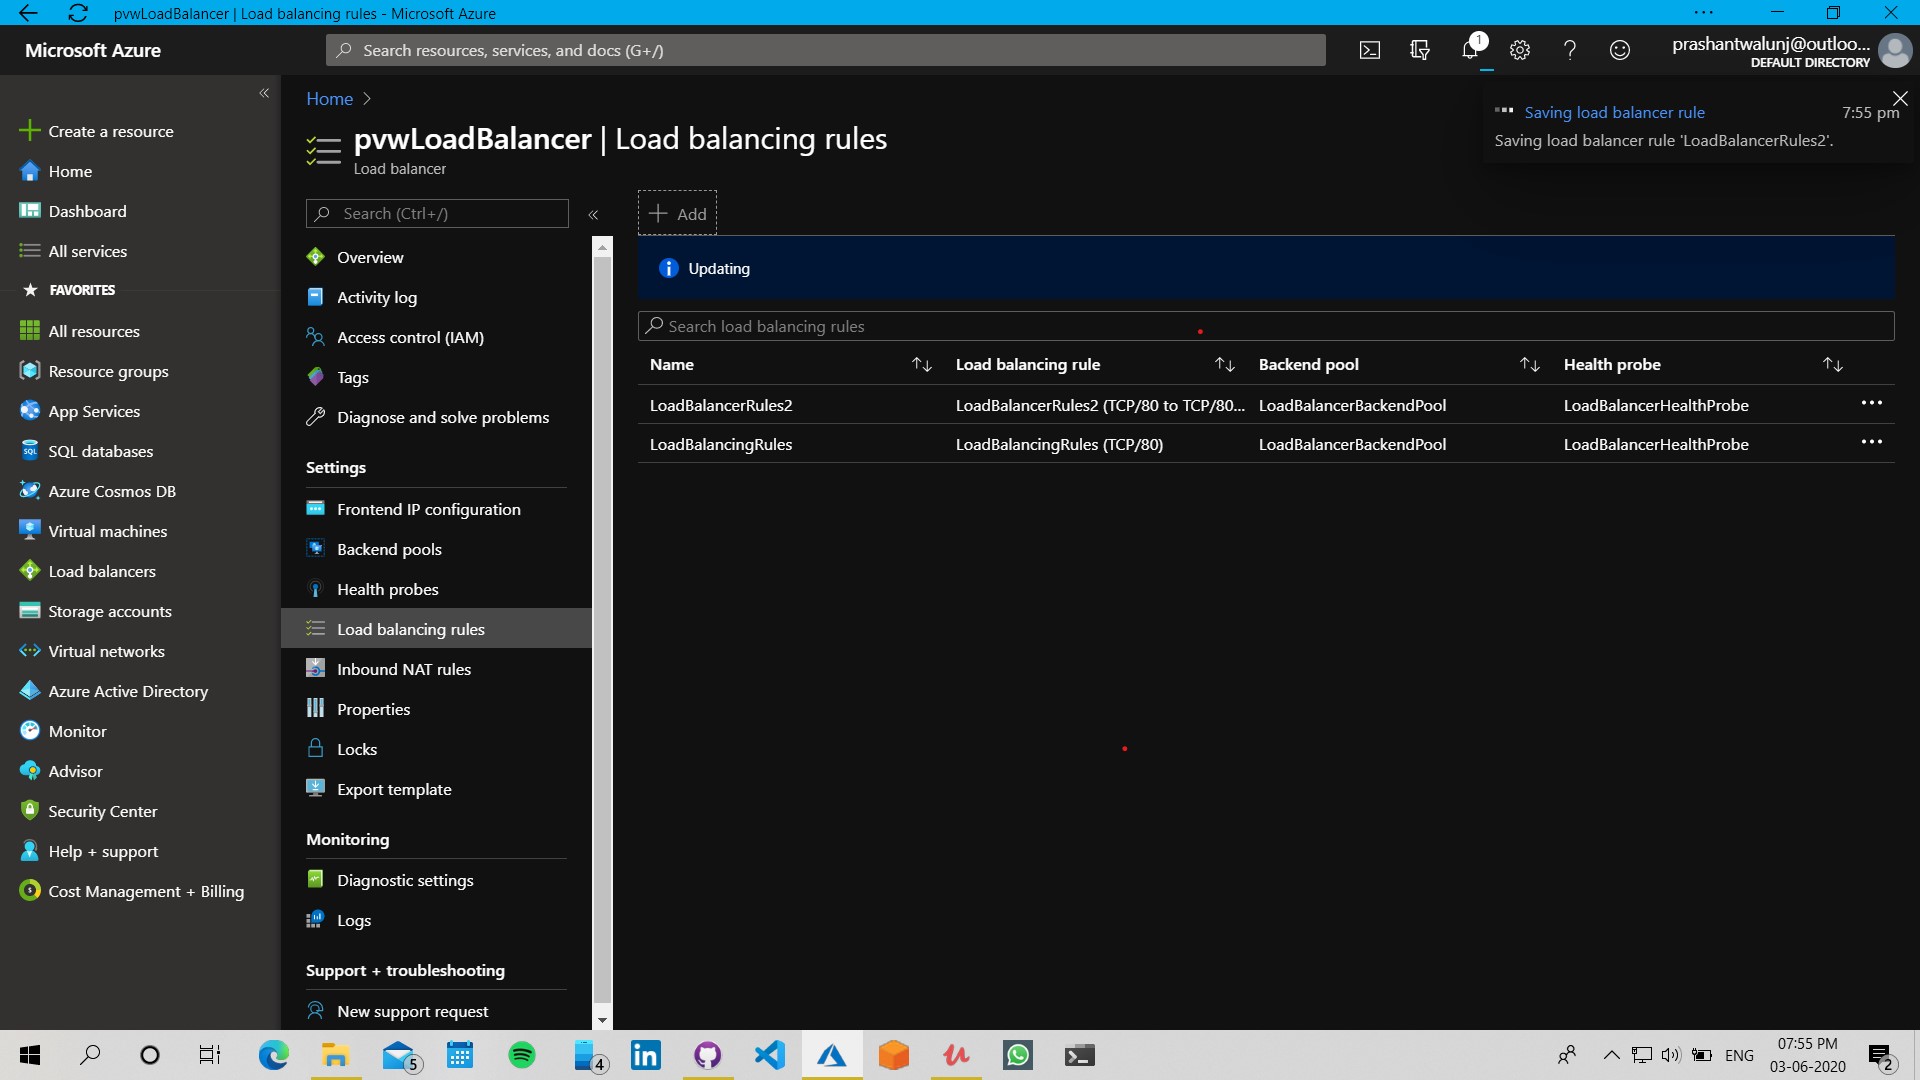 pvwLoadBalancer | Load balancing rules - Microsoft Azure
Microsoft Azure
Search resources, services, and docs (G+/)
1
prashantwalunj@outloo...
DEFAULT DIRECTORY
Create a resource
Home
Dashboard
All services
FAVORITES
All resources
Resource groups
App Services
SQL databases
Azure Cosmos DB
Virtual machines
Load balancers
Storage accounts
Virtual networks
Azure Active Directory
Monitor
Advisor
Security Center
Help + support
Cost Management + Billing
Home
pvwLoadBalancer | Load balancing rules
Load balancer
Search (Ctrl+/)
Overview
Activity log
Access control (IAM)
Tags
Diagnose and solve problems
Settings
Frontend IP configuration
Backend pools
Health probes
Load balancing rules
Inbound NAT rules
Properties
Locks
Export template
Monitoring
Diagnostic settings
Logs
Support + troubleshooting
New support request
Saving load balancer rule 7:55 pm
Saving load balancer rule 'LoadBalancerRules2'.
Add
Updating
Search load balancing rules
Name Load balancing rule Backend pool Health probe
LoadBalancerRules2 LoadBalancerRules2 (TCP/80 to TCP/80... LoadBalancerBackendPool LoadBalancerHealthProbe
LoadBalancingRules LoadBalancingRules (TCP/80) LoadBalancerBackendPool LoadBalancerHealthProbe
5
4
ENG
07:55 PM
03-06-2020
2